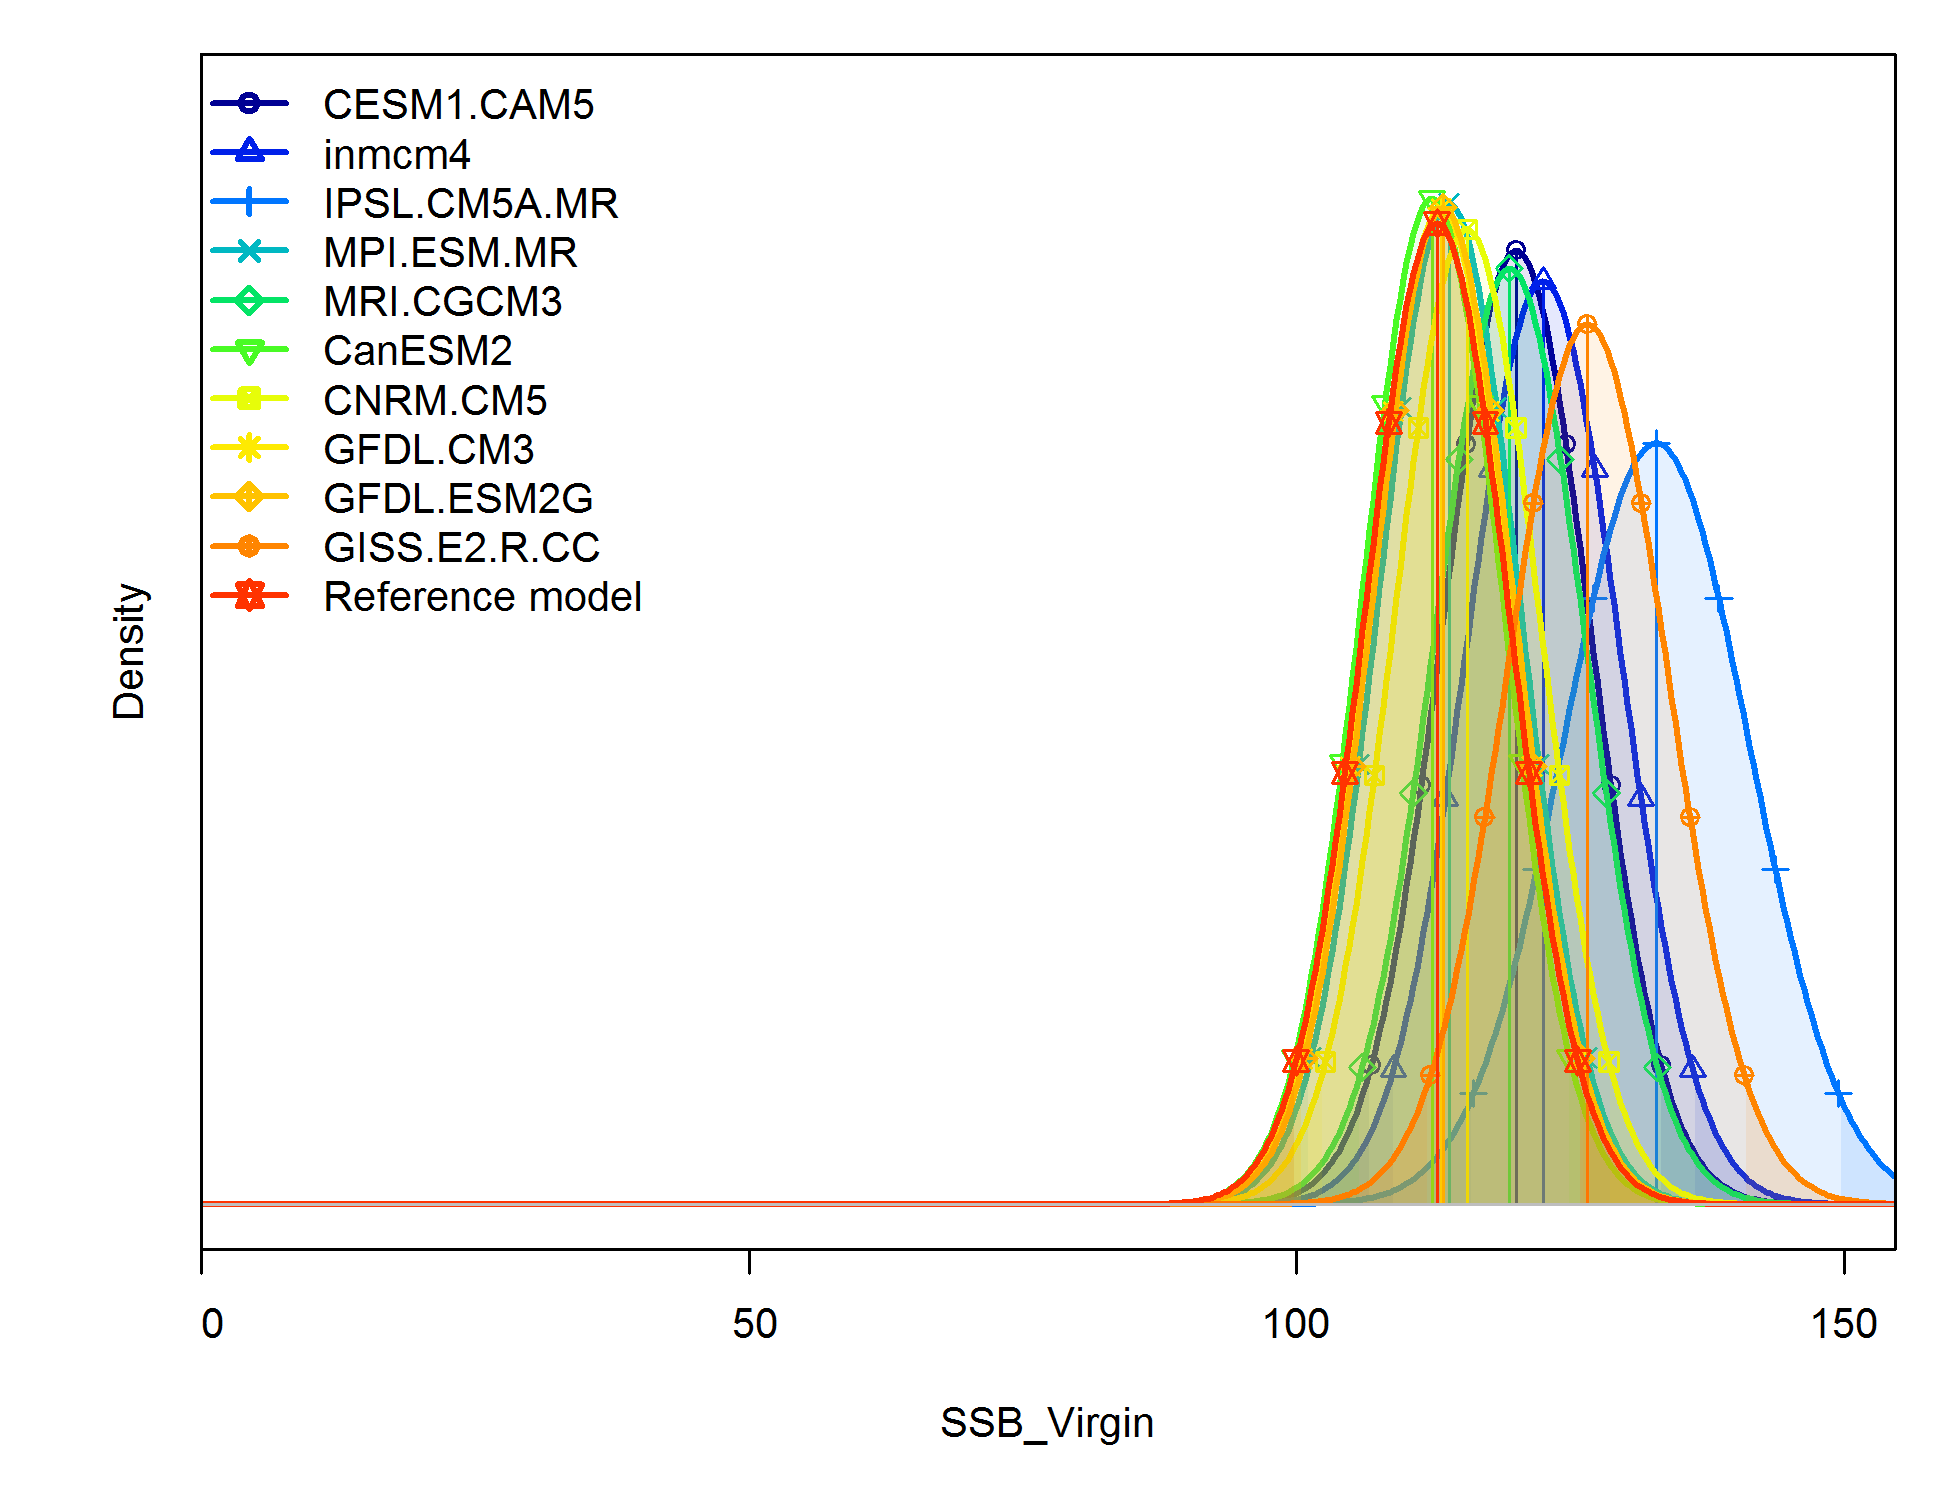 CESM1.CAM5
inmcm4
IPSL.CM5A.MR
MPI.ESM.MR
MRI.CGCM3
CanESM2
CNRM.CM5
GFDL.CM3
GFDL.ESM2G
GISS.E2.R.CC
Reference model
Density
0 50 100 150
SSB_Virgin